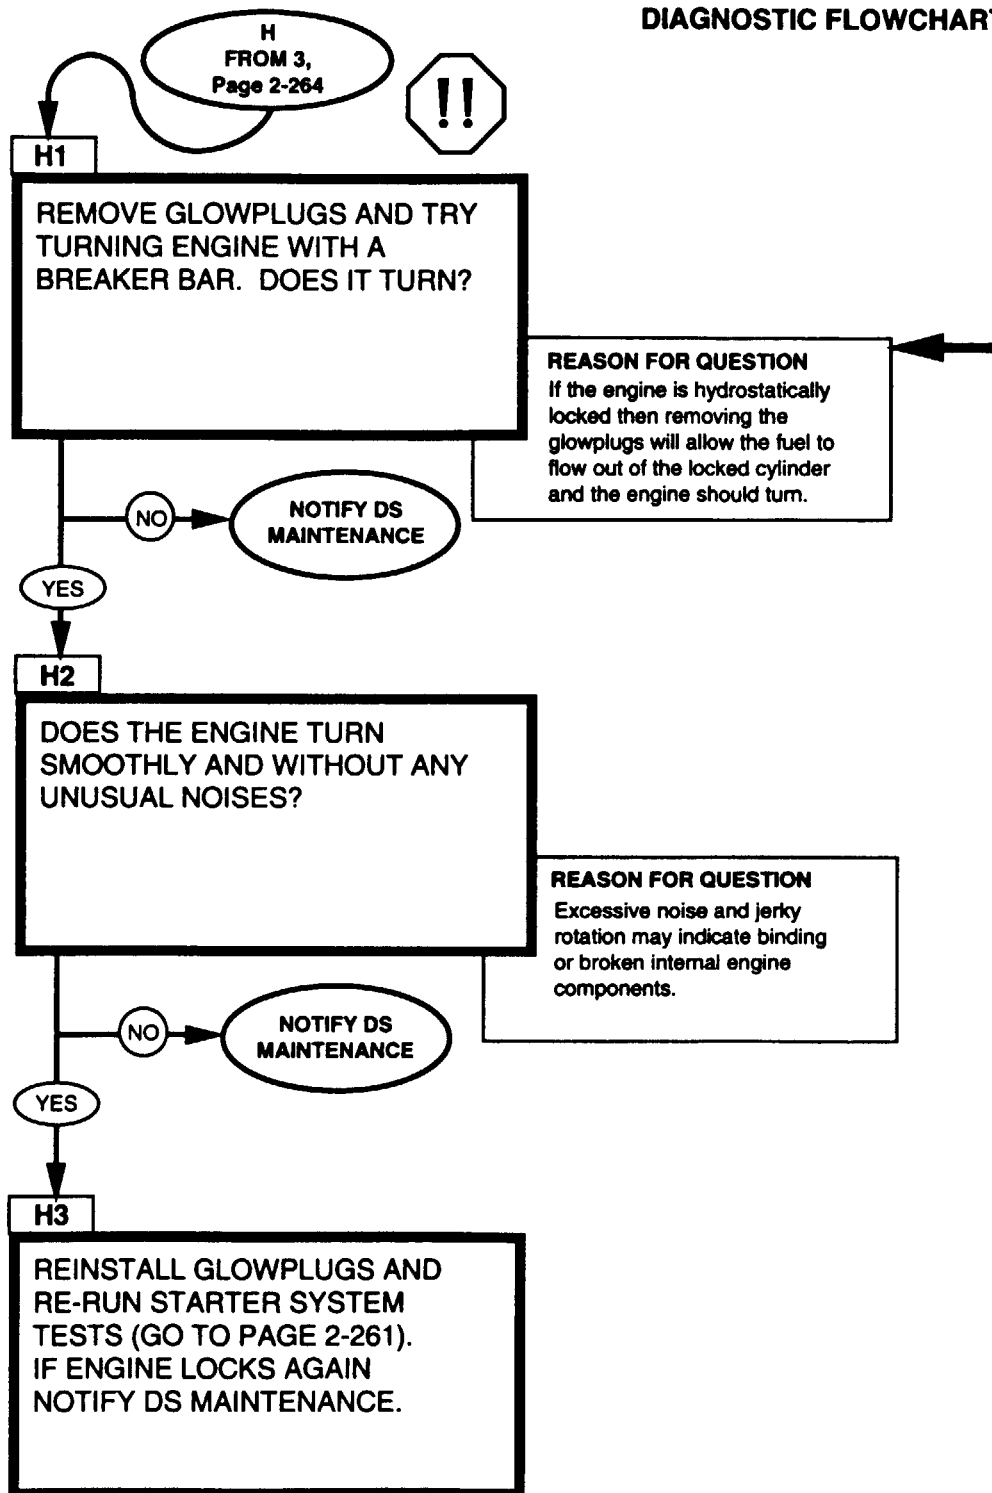 DIAGNOSTIC FLOWCHART
H
FROM 3,
Page 2-264
!!
H1
REMOVE GLOWPLUGS AND TRY
TURNING ENGINE WITH A
BREAKER BAR. DOES IT TURN?
REASON FOR QUESTION
If the engine is hydrostatically
locked then removing the
glowplugs will allow the fuel to
flow out of the locked cylinder
and the engine should turn.
NO
NOTIFY DS
MAINTENANCE
YES
H2
DOES THE ENGINE TURN
SMOOTHLY AND WITHOUT ANY
UNUSUAL NOISES?
REASON FOR QUESTION
Excessive noise and jerky
rotation may indicate binding
or broken internal engine
components.
NO
NOTIFY DS
MAINTENANCE
YES
H3
REINSTALL GLOWPLUGS AND
RE-RUN STARTER SYSTEM
TESTS (GO TO PAGE 2-261).
IF ENGINE LOCKS AGAIN
NOTIFY DS MAINTENANCE.